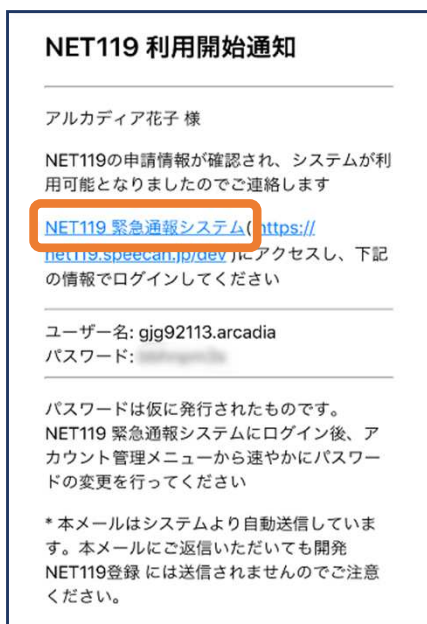 NET119 利用開始通知
アルカディア花子 様
NET119の申請情報が確認され、システムが利
用可能となりましたのでご連絡します
NET119 緊急通報システム(https://
net119.speecan.jp/dev )にアクセスし、下記
の情報でログインしてください
ユーザー名: gjg92113.arcadia
パスワード:
パスワードは仮に発行されたものです。
NET119 緊急通報システムにログイン後、ア
カウント管理メニューから速やかにパスワー
ドの変更を行ってください
* 本メールはシステムより自動送信していま
す。本メールにご返信いただいても開発
NET119登録 には送信されませんのでご注意
ください。